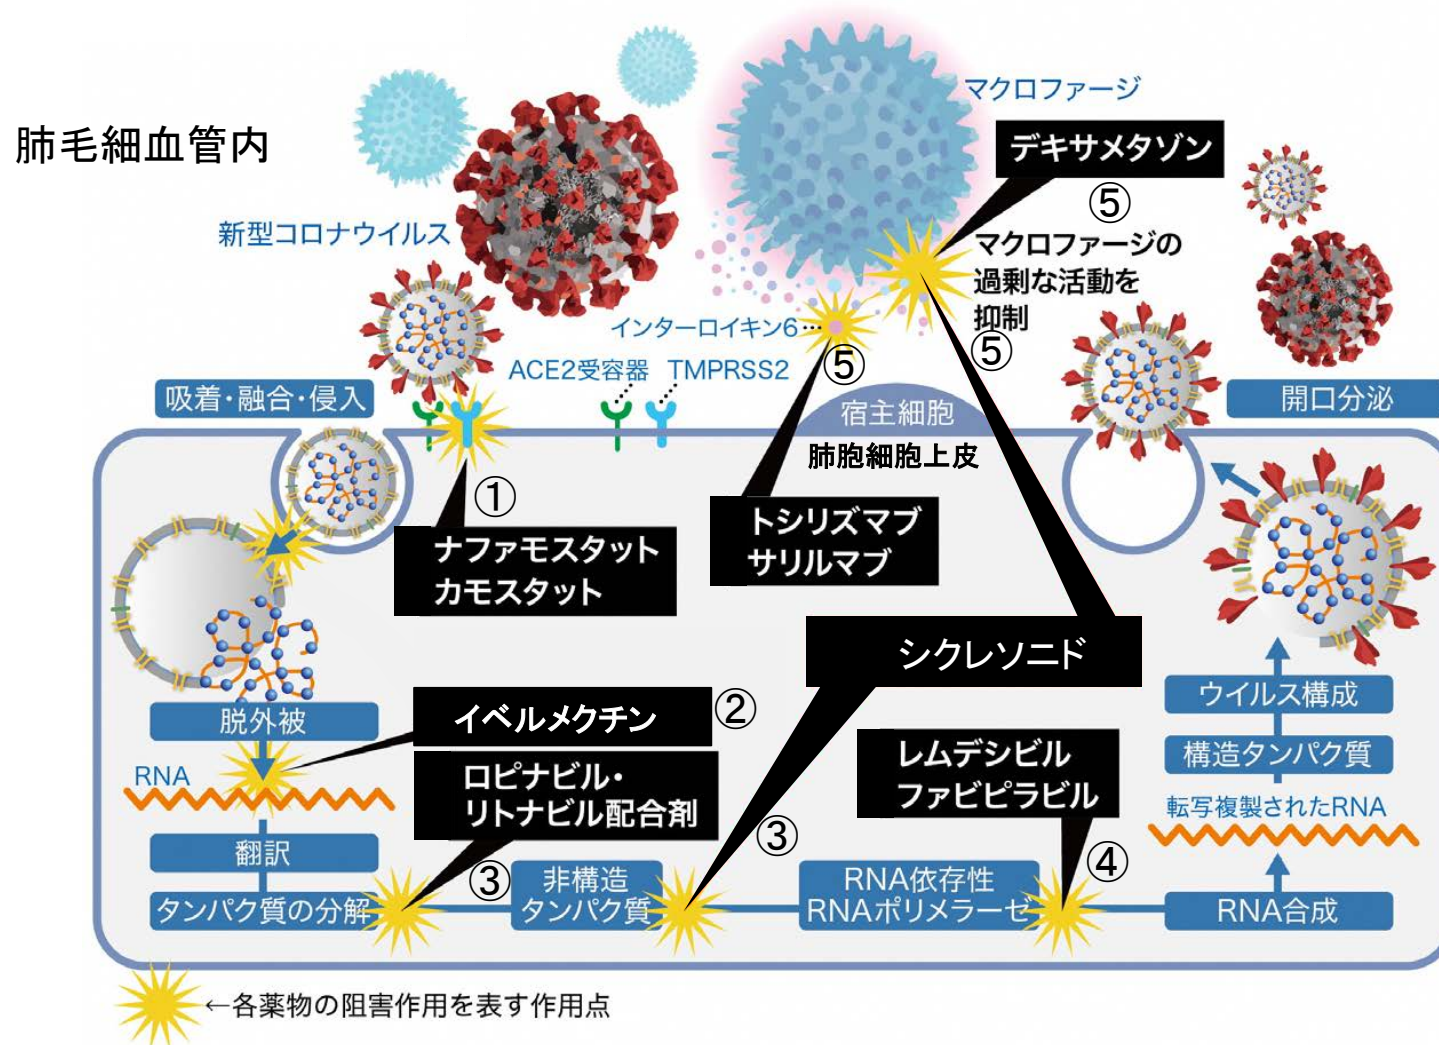 肺毛細血管内
マクロファージ
デキサメタゾン
⑤
新型コロナウイルス
マクロファージの
過剰な活動を
抑制
⑤
インターロイキン6…
⑤
ACE2受容器
TMPRSS2
吸着・融合・侵入
開口分泌
宿主細胞
肺胞細胞上皮
①
ナファモスタット
カモスタット
トシリズマブ
サリルマブ
シクレソニド
脱外被
イベルメクチン
②
ロピナビル・
リトナビル配合剤
レムデシビル
ファビピラビル
ウイルス構成
構造タンパク質
転写複製されたRNA
RNA
翻訳
タンパク質の分解
③
非構造
タンパク質
③
RNA依存性
RNAポリメラーゼ
④
RNA合成
←各薬物の阻害作用を表す作用点